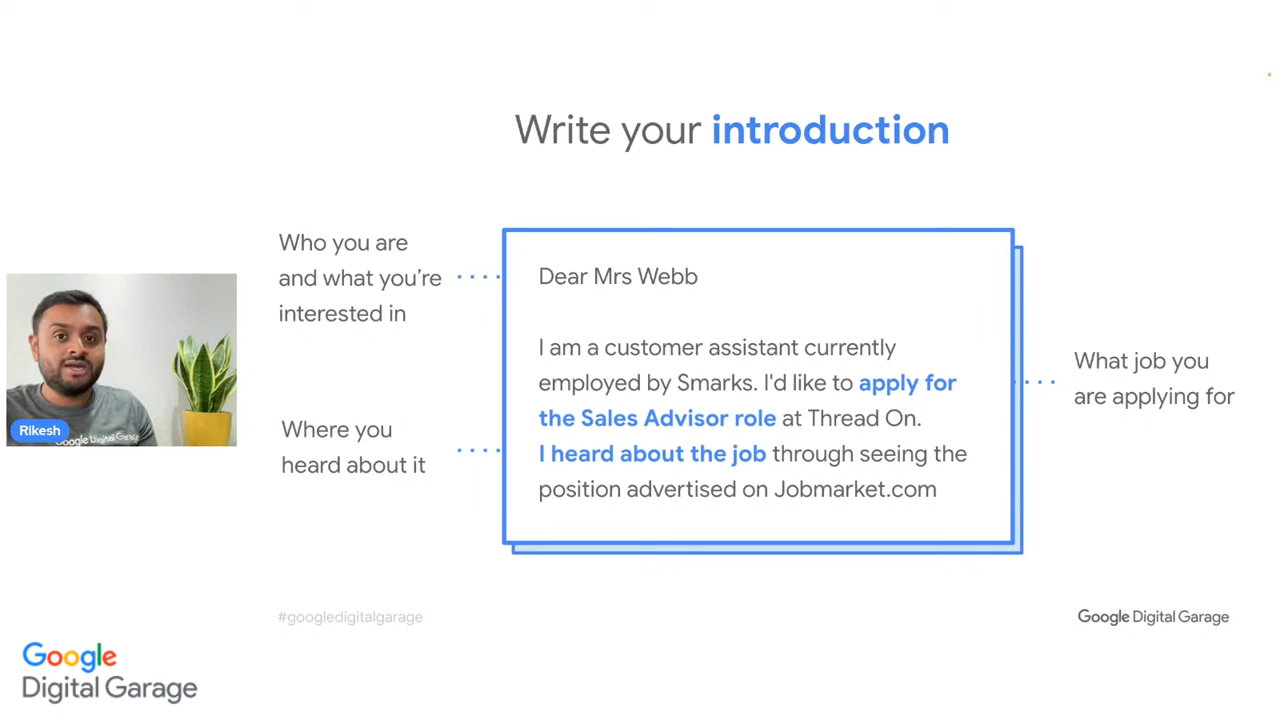 Write your introduction
Who you are
and what you're
interested in
Dear Mrs Webb
I am a customer assistant currently
employed by Smarks. I'd like to apply for
the Sales Advisor role at Thread On.
I heard about the job through seeing the
position advertised on Jobmarket.com
What job you
are applying for
Where you
heard about it
Rikesh
Google Digital Garage
#googledigitalgarage
Google Digital Garage
Google
Digital Garage